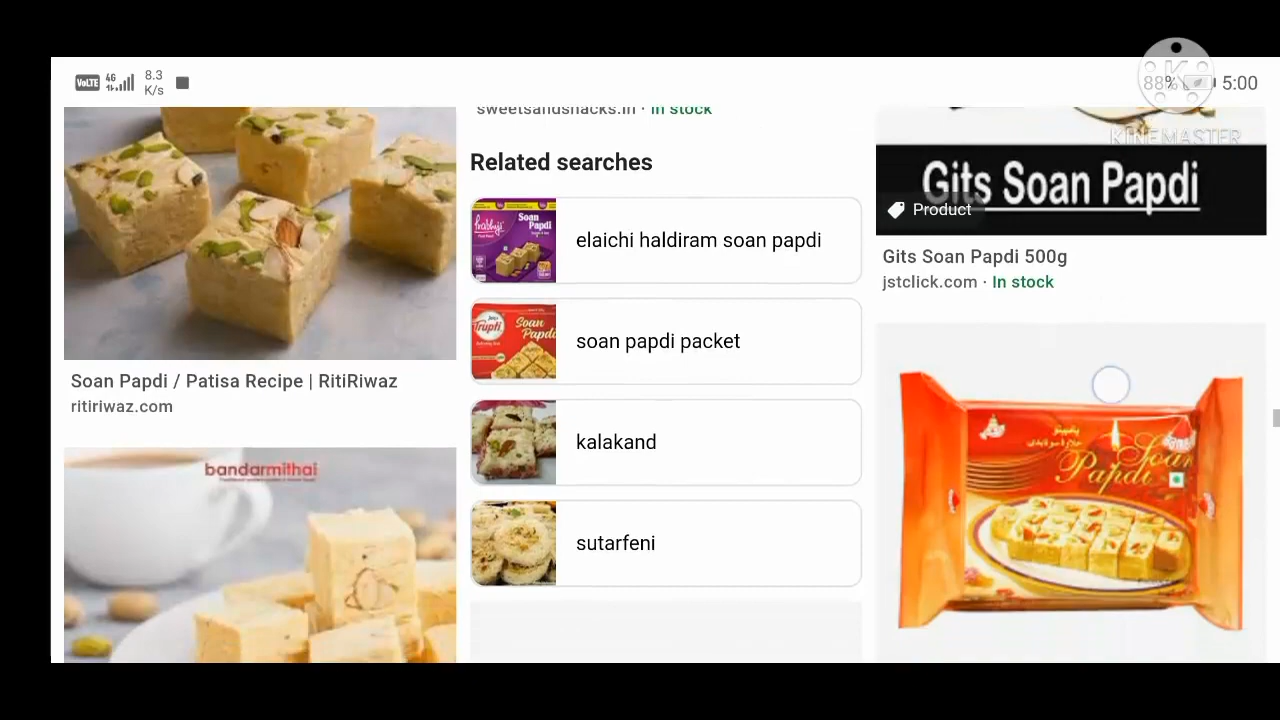 VoLTE 4G 8.3 K/s
88% 5:00
KINEMASTER
sweetsandsnacks.in · In stock
Related searches
elaichi haldiram soan papdi
soan papdi packet
kalakand
sutarfeni
Soan Papdi / Patisa Recipe | RitiRiwaz
ritiriwaz.com
bandarmithai
Gits Soan Papdi
Product
Gits Soan Papdi 500g
jstclick.com · In stock
Soan
Papdi
Soan
Papdi
Trupti
Soan
Papdi